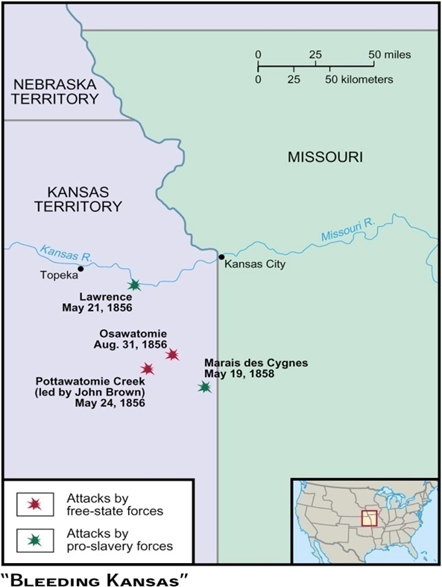 0 25 50 miles
0 25 50 kilometers
NEBRASKA
TERRITORY
MISSOURI
KANSAS
TERRITORY
Missouri R.
Kansas R.
Kansas City
Topeka
Lawrence
May 21, 1856
Osawatomie
Aug. 31, 1856
Marais des Cygnes
May 19, 1858
Pottawatomie Creek
(led by John Brown)
May 24, 1856
Attacks by
free-state forces
Attacks by
pro-slavery forces
"BLEEDING KANSAS"